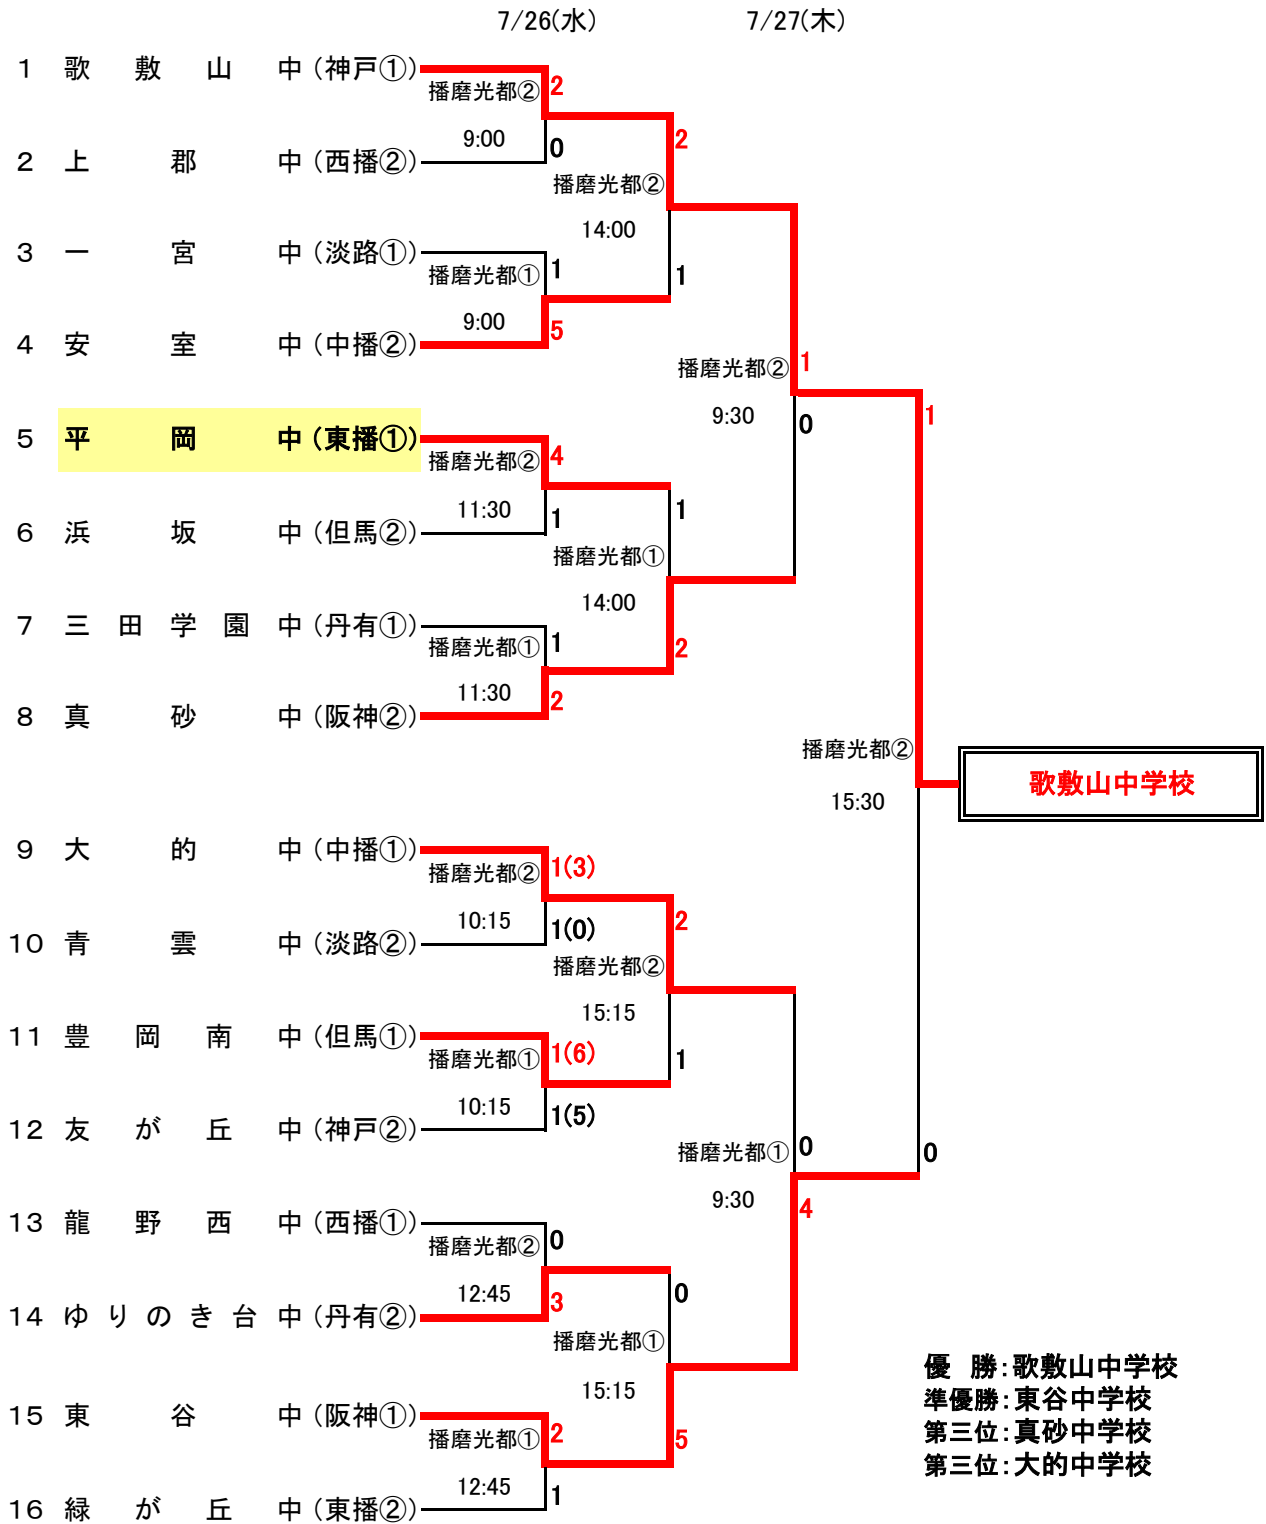 7/26(水) 7/27(木)
1 歌敷山中(神戸①)
播磨光都② 2
9:00 0 2
2 上郡中(西播②)
播磨光都②
14:00
3 一宮中(淡路①)
播磨光都① 1 1
9:00 5
4 安室中(中播②)
播磨光都② 1
9:30 0 1
5 平岡中(東播①)
播磨光都② 4
11:30 1 1
6 浜坂中(但馬②)
播磨光都①
14:00
7 三田学園中(丹有①)
播磨光都① 1 2
11:30 2
8 真砂中(阪神②)
播磨光都②
15:30
歌敷山中学校
9 大的中(中播①)
播磨光都② 1(3)
10:15 1(0) 2
10 青雲中(淡路②)
播磨光都②
15:15
11 豊岡南中(但馬①)
播磨光都① 1(6) 1
10:15 1(5)
12 友が丘中(神戸②)
播磨光都① 0 0
9:30 4
13 龍野西中(西播①)
播磨光都② 0
12:45 3 0
14 ゆりのき台中(丹有②)
播磨光都①
15:15
15 東谷中(阪神①)
播磨光都① 2 5
12:45 1
16 緑が丘中(東播②)
優 勝:歌敷山中学校
準優勝:東谷中学校
第三位:真砂中学校
第三位:大的中学校